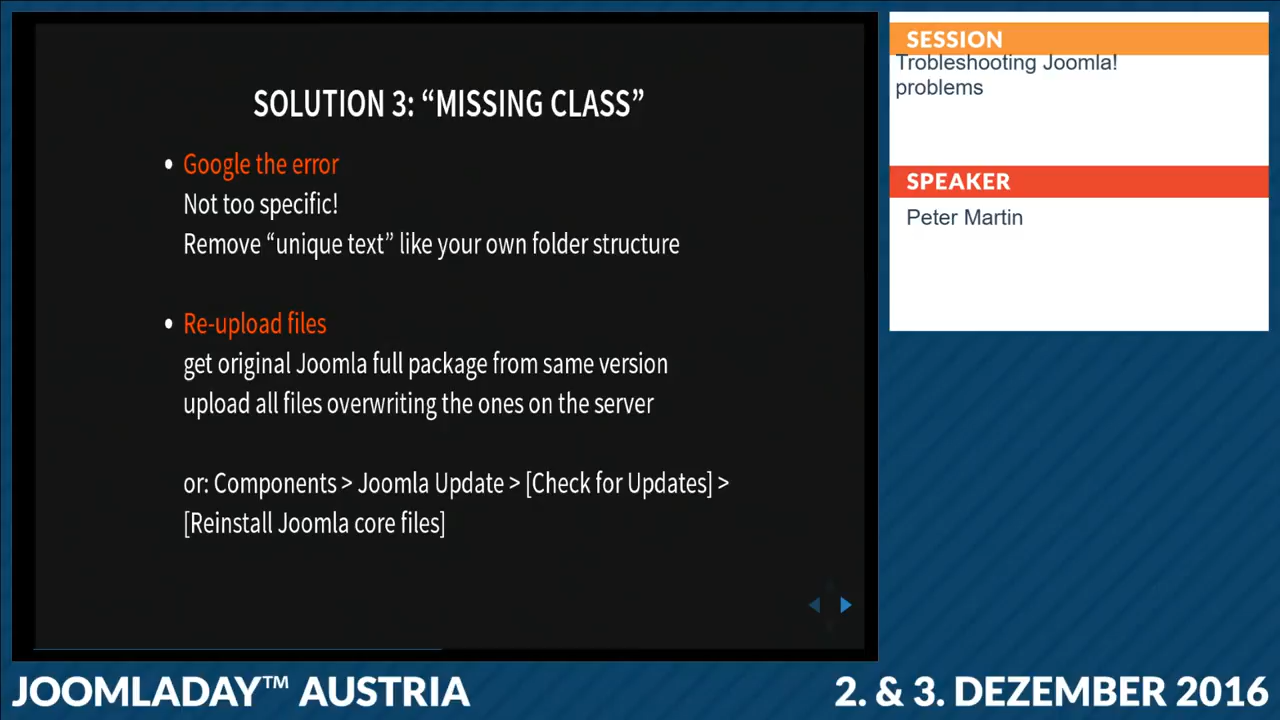 SOLUTION 3: “MISSING CLASS”
• Google the error
Not too specific!
Remove “unique text” like your own folder structure
• Re-upload files
get original Joomla full package from same version
upload all files overwriting the ones on the server
or: Components > Joomla Update > [Check for Updates] >
[Reinstall Joomla core files]
SESSION
Trobleshooting Joomla!
problems
SPEAKER
Peter Martin
JOOMLADAY™ AUSTRIA
2. & 3. DEZEMBER 2016